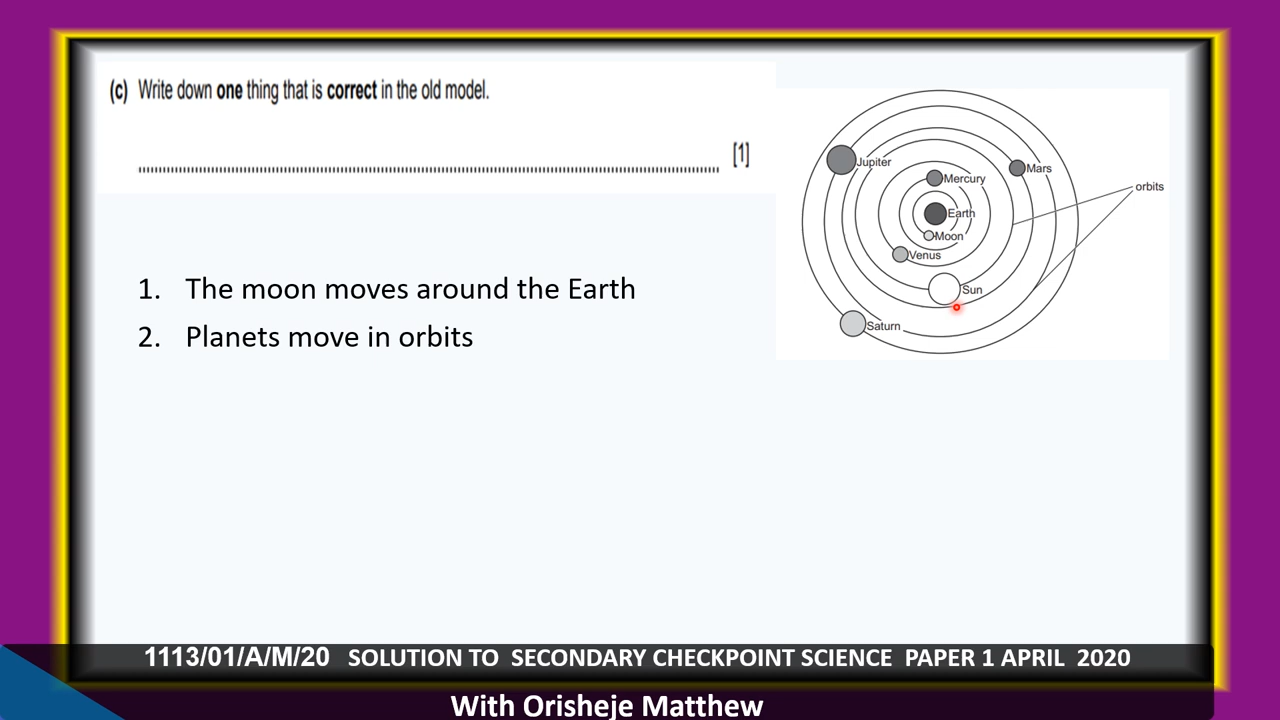 (c) Write down one thing that is correct in the old model.
[1]
Jupiter
Mars
Mercury
orbits
Earth
Moon
Venus
Sun
Saturn
1. The moon moves around the Earth
2. Planets move in orbits
1113/01/A/M/20 SOLUTION TO SECONDARY CHECKPOINT SCIENCE PAPER 1 APRIL 2020
With Orisheje Matthew